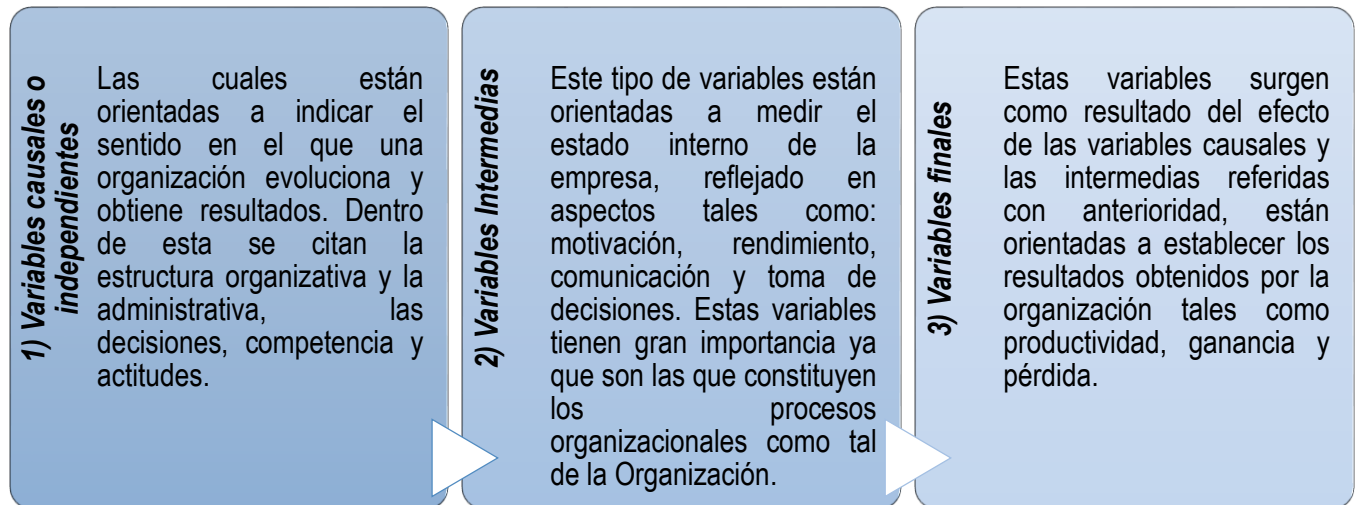 1) Variables causales o
independientes
Las cuales están
orientadas a indicar el
sentido en el que una
organización evoluciona y
obtiene resultados. Dentro
de esta se citan la
estructura organizativa y la
administrativa, las
decisiones, competencia y
actitudes.
2) Variables Intermedias
Este tipo de variables están
orientadas a medir el
estado interno de la
empresa, reflejado en
aspectos tales como:
motivación, rendimiento,
comunicación y toma de
decisiones. Estas variables
tienen gran importancia ya
que son las que constituyen
los procesos
organizacionales como tal
de la Organización.
3) Variables finales
Estas variables surgen
como resultado del efecto
de las variables causales y
las intermedias referidas
con anterioridad, están
orientadas a establecer los
resultados obtenidos por la
organización tales como
productividad, ganancia y
pérdida.